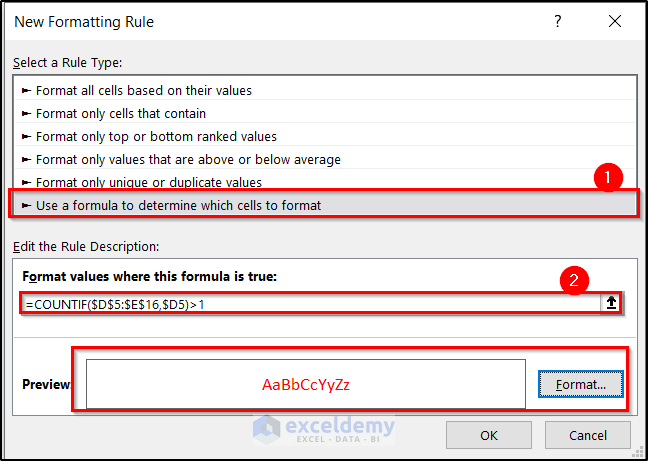 New Formatting Rule
? ×
Select a Rule Type:
► Format all cells based on their values
► Format only cells that contain
► Format only top or bottom ranked values
► Format only values that are above or below average
► Format only unique or duplicate values
1
► Use a formula to determine which cells to format
Edit the Rule Description:
Format values where this formula is true:
2
=COUNTIF($D$5:$E$16,$D5)>1
Preview: AaBbCcYyZz Format...
exceldemy
EXCEL - DATA - BI
OK Cancel